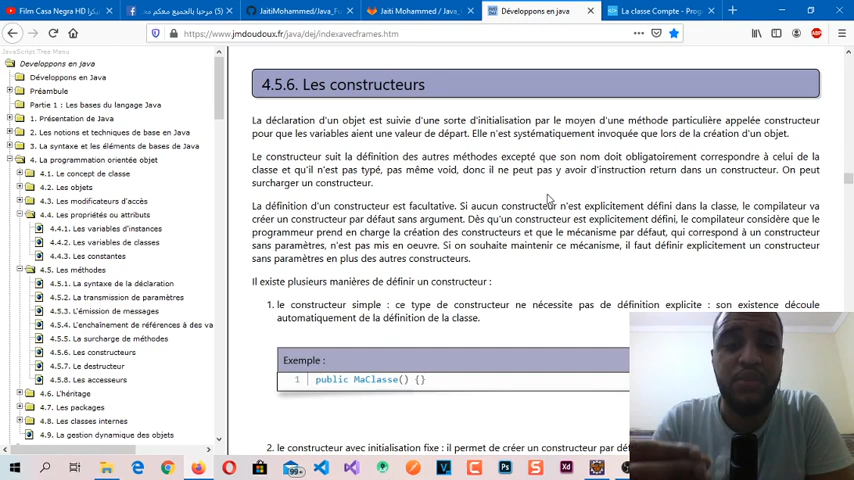 Film Casa Negra HD
(5) مرحبا بالجميع معكم
JaitiMohammed/Java_F
Jaiti Mohammed / Java_
Développons en java
La classe Compte - Prog
https://www.jmdoudoux.fr/java/dej/indexavecframes.htm
JavaScript Tree Menu
Developpons en java
Développons en Java
Préambule
Partie 1 : Les bases du langage Java
1. Présentation de Java
2. Les notions et techniques de base en Java
3. La syntaxe et les éléments de bases de Java
4. La programmation orientée objet
4.1. Le concept de classe
4.2. Les objets
4.3. Les modificateurs d'accès
4.4. Les propriétés ou attributs
4.4.1. Les variables d'instances
4.4.2. Les variables de classes
4.4.3. Les constantes
4.5. Les méthodes
4.5.1. La syntaxe de la déclaration
4.5.2. La transmission de paramètres
4.5.3. L'émission de messages
4.5.4. L'enchaînement de références à des va
4.5.5. La surcharge de méthodes
4.5.6. Les constructeurs
4.5.7. Le destructeur
4.5.8. Les accesseurs
4.6. L'héritage
4.7. Les packages
4.8. Les classes internes
4.9. La gestion dynamique des objets
4.5.6. Les constructeurs
La déclaration d'un objet est suivie d'une sorte d'initialisation par le moyen d'une méthode particulière appelée constructeur
pour que les variables aient une valeur de départ. Elle n'est systématiquement invoquée que lors de la création d'un objet.
Le constructeur suit la définition des autres méthodes excepté que son nom doit obligatoirement correspondre à celui de la
classe et qu'il n'est pas typé, pas même void, donc il ne peut pas y avoir d'instruction return dans un constructeur. On peut
surcharger un constructeur.
La définition d'un constructeur est facultative. Si aucun constructeur n'est explicitement défini dans la classe, le compilateur va
créer un constructeur par défaut sans argument. Dès qu'un constructeur est explicitement défini, le compilateur considère que le
programmeur prend en charge la création des constructeurs et que le mécanisme par défaut, qui correspond à un constructeur
sans paramètres, n'est pas mis en oeuvre. Si on souhaite maintenir ce mécanisme, il faut définir explicitement un constructeur
sans paramètres en plus des autres constructeurs.
Il existe plusieurs manières de définir un constructeur :
1. le constructeur simple : ce type de constructeur ne nécessite pas de définition explicite : son existence découle
automatiquement de la définition de la classe.
Exemple :
1 public MaClasse() {}
2. le constructeur avec initialisation fixe : il permet de créer un constructeur par dé
99+